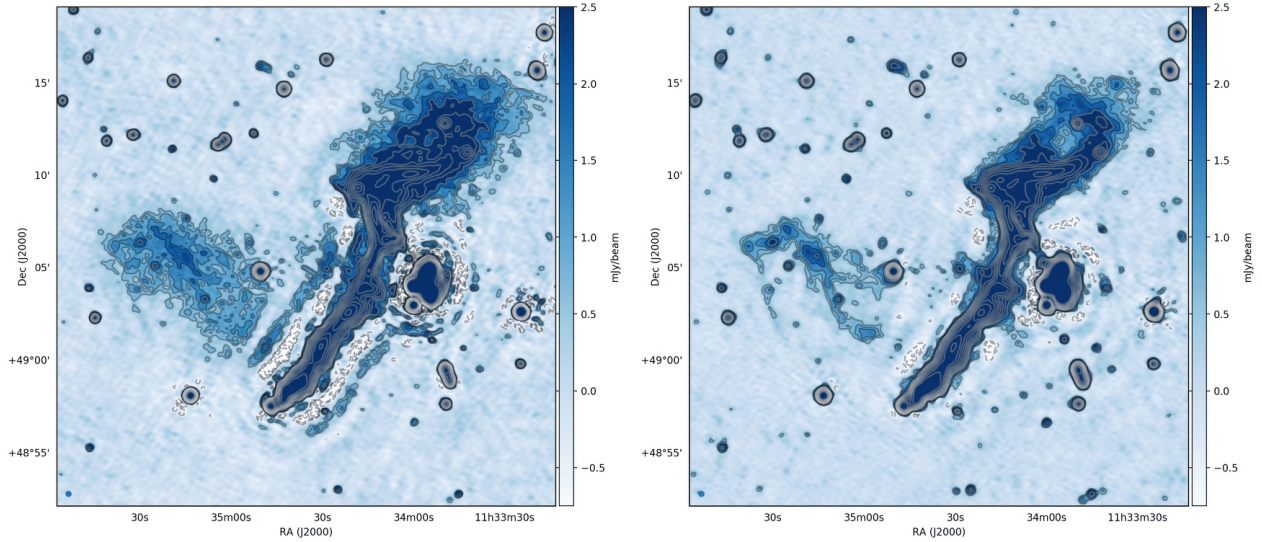 15'
10'
05'
+49°00'
+48°55'
Dec (J2000)
30s
35m00s
30s
34m00s
11h33m30s
RA (J2000)
2.5
2.0
1.5
1.0
0.5
0.0
−0.5
mJy/beam
15'
10'
05'
+49°00'
+48°55'
Dec (J2000)
30s
35m00s
30s
34m00s
11h33m30s
RA (J2000)
2.5
2.0
1.5
1.0
0.5
0.0
−0.5
mJy/beam